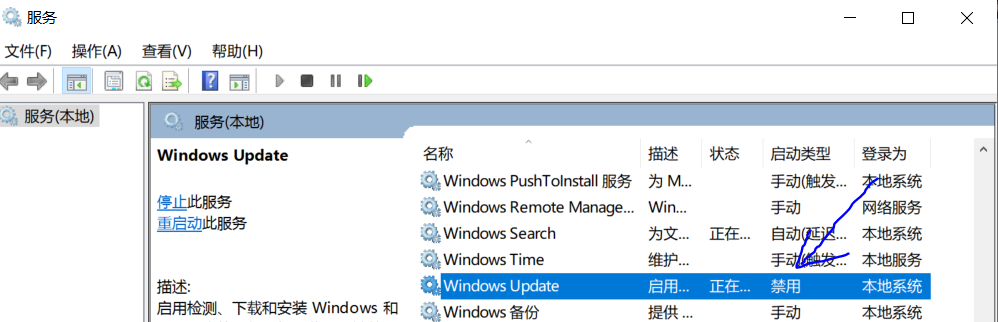 服务
文件(F) 操作(A) 查看(V) 帮助(H)
服务(本地)
服务(本地)
Windows Update
停止此服务
重启动此服务
描述:
启用检测、下载和安装 Windows 和
名称 描述 状态 启动类型 登录为
Windows PushToInstall 服务 为 M... 手动(触发... 本地系统
Windows Remote Manage... Win... 手动 网络服务
Windows Search 为文... 正在... 自动(延迟... 本地系统
Windows Time 维护... 手动(触发... 本地服务
Windows Update 启用... 正在... 禁用 本地系统
Windows 备份 提供... 手动 本地系统